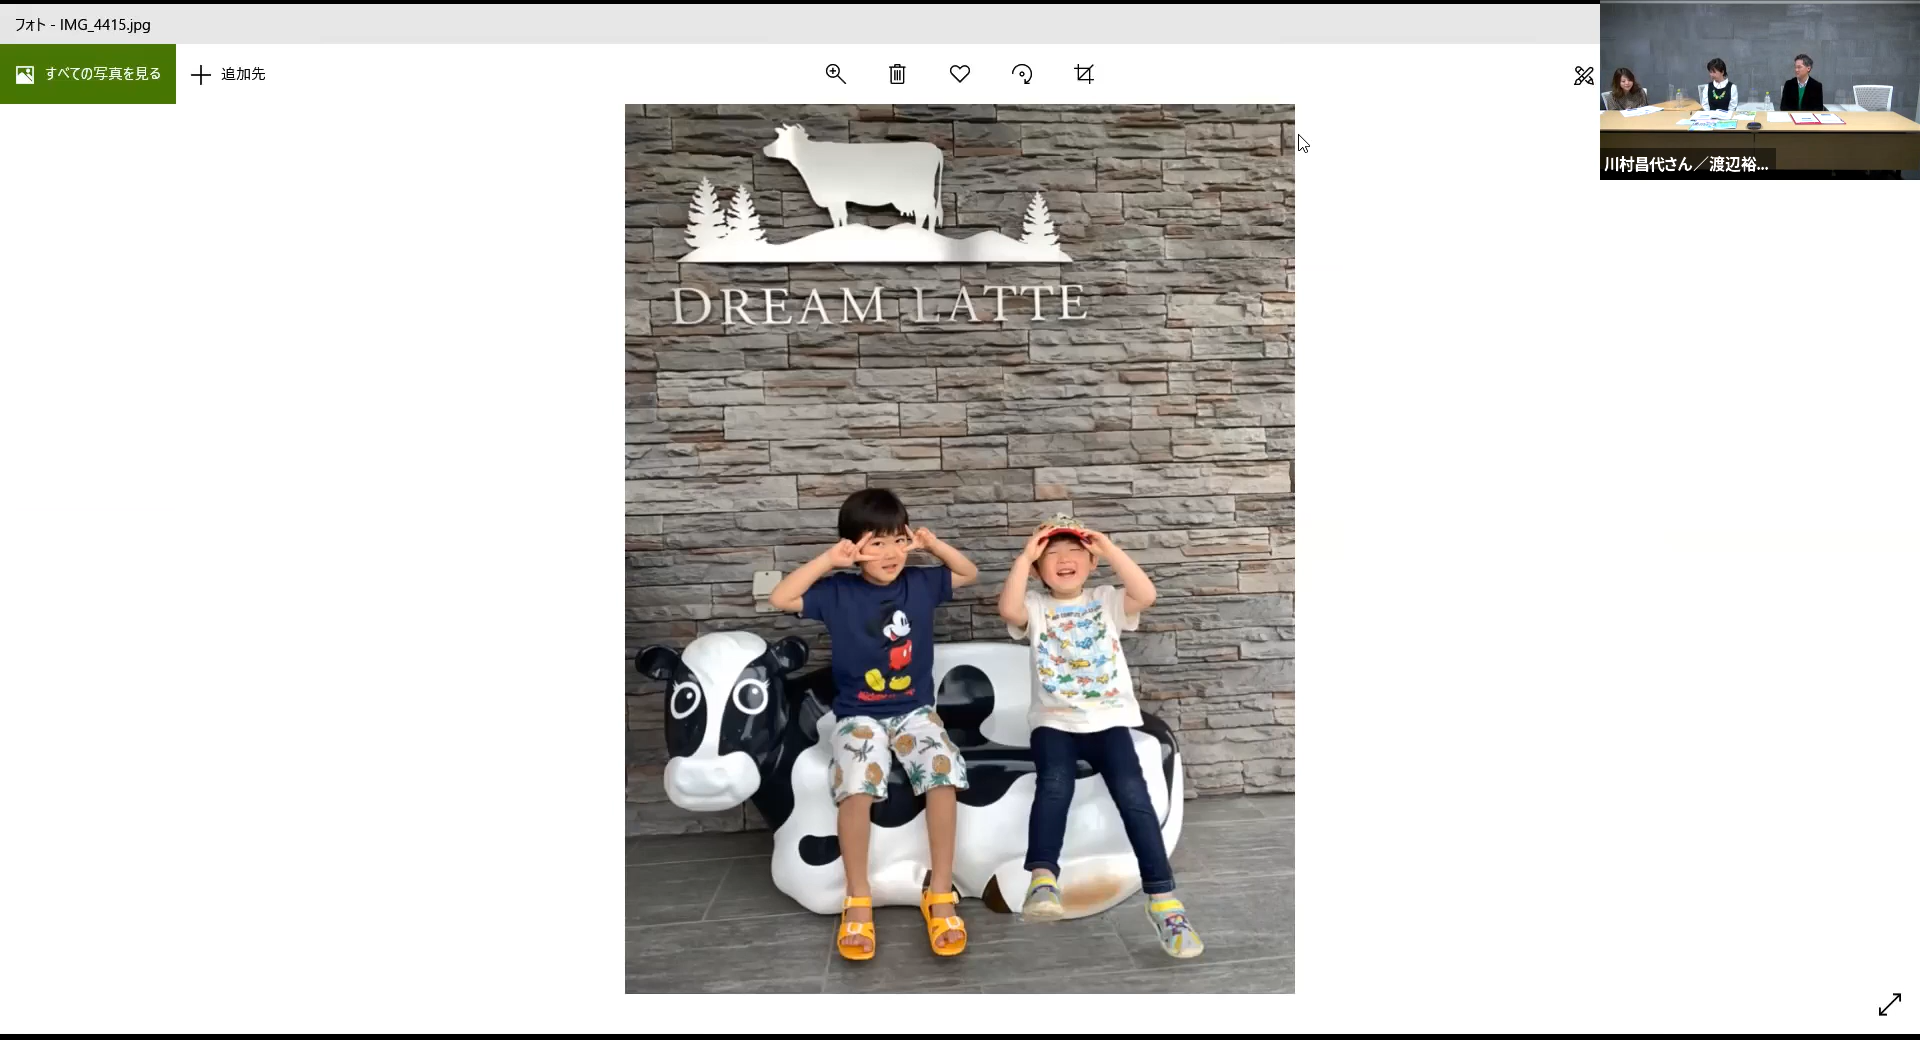 フォト - IMG_4415.jpg
すべての写真を見る
追加先
川村昌代さん／渡辺裕...
DREAM LATTE